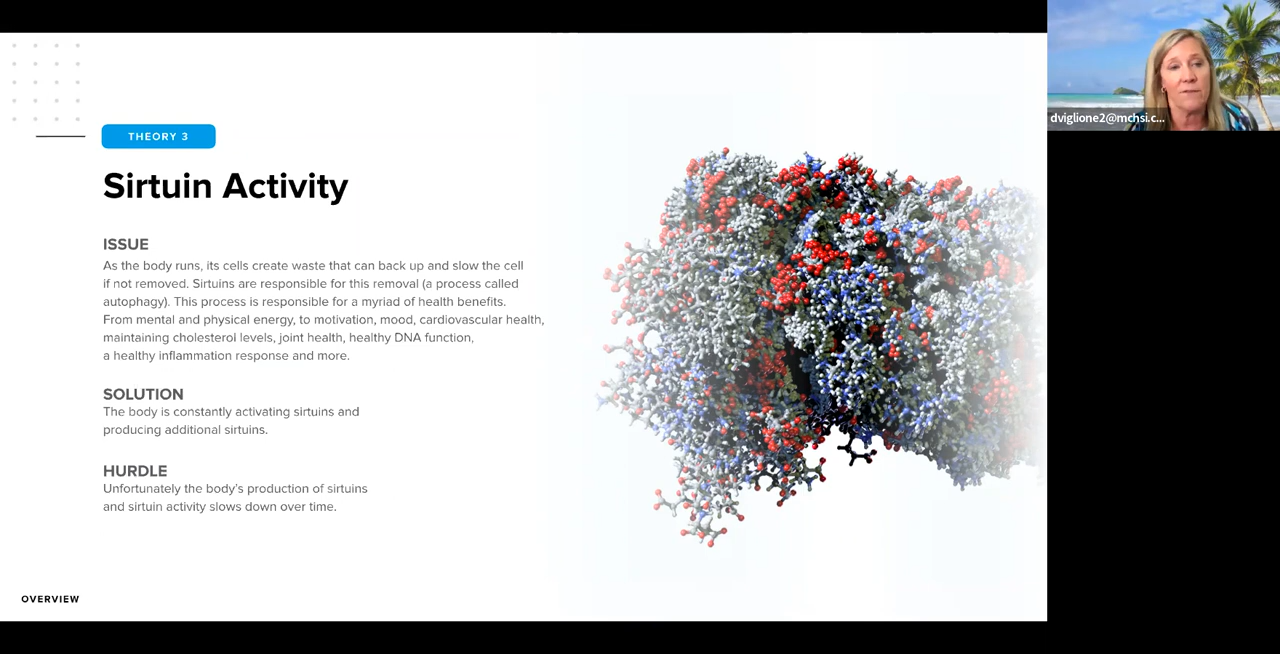 THEORY 3
Sirtuin Activity
ISSUE
As the body runs, its cells create waste that can back up and slow the cell
if not removed. Sirtuins are responsible for this removal (a process called
autophagy). This process is responsible for a myriad of health benefits.
From mental and physical energy, to motivation, mood, cardiovascular health,
maintaining cholesterol levels, joint health, healthy DNA function,
a healthy inflammation response and more.
SOLUTION
The body is constantly activating sirtuins and
producing additional sirtuins.
HURDLE
Unfortunately the body's production of sirtuins
and sirtuin activity slows down over time.
OVERVIEW
dviglione2@mchsi.c...